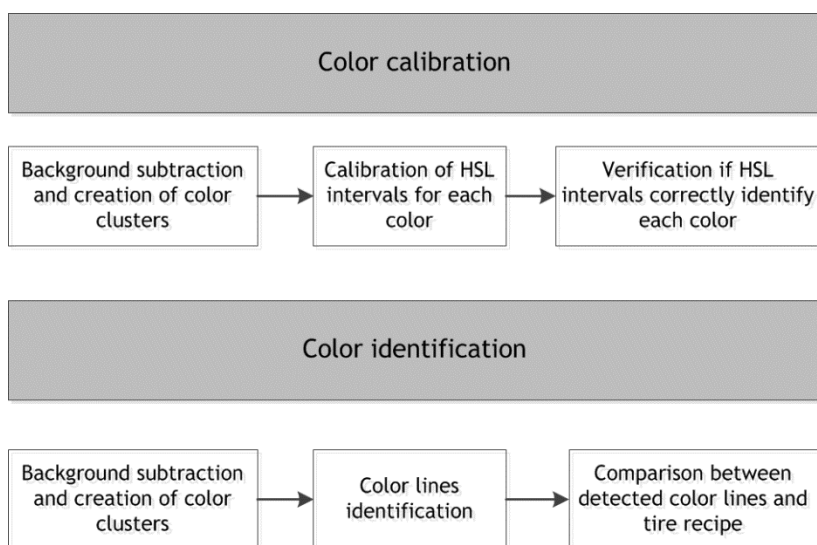 Color calibration
Background subtraction
and creation of color
clusters
Calibration of HSL
intervals for each
color
Verification if HSL
intervals correctly identify
each color
Color identification
Background subtraction
and creation of color
clusters
Color lines
identification
Comparison between
detected color lines and
tire recipe